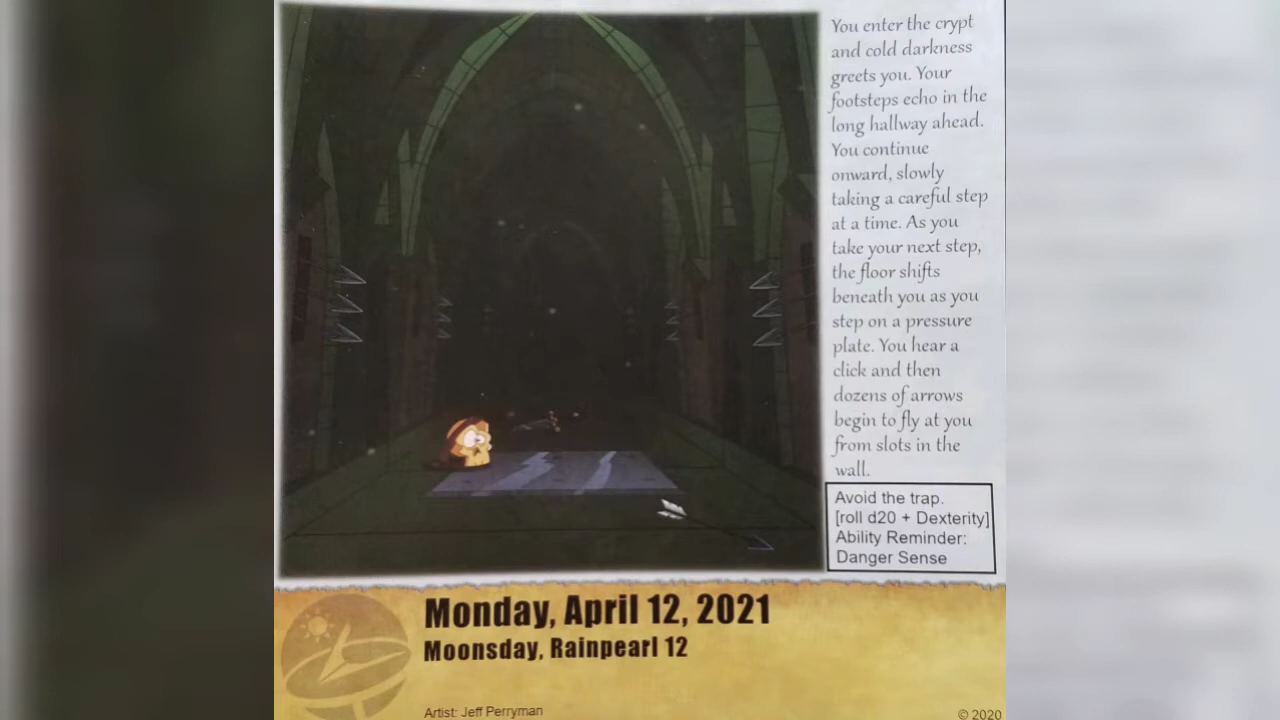 You enter the crypt
and cold darkness
greets you. Your
footsteps echo in the
long hallway ahead.
You continue
onward, slowly
taking a careful step
at a time. As you
take your next step,
the floor shifts
beneath you as you
step on a pressure
plate. You hear a
click and then
dozens of arrows
begin to fly at you
from slots in the
wall.
Avoid the trap.
[roll d20 + Dexterity]
Ability Reminder:
Danger Sense
Monday, April 12, 2021
Moonsday, Rainpearl 12
Artist: Jeff Perryman
© 2020